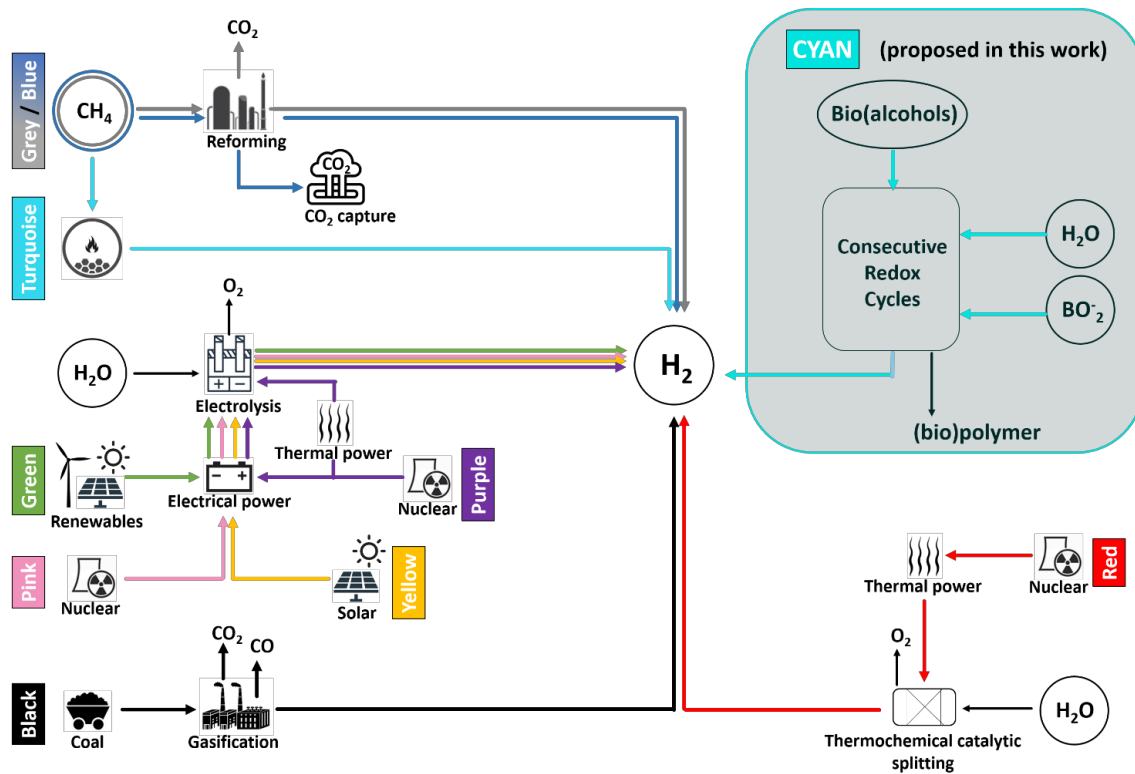 CO₂
CYAN (proposed in this work)
Grey / Blue
CH₄
Reforming
Bio(alcohols)
CO₂
CO₂ capture
Turquoise
Consecutive
Redox
Cycles
H₂O
BO⁻₂
O₂
H₂O
+ −
Electrolysis
H₂
Thermal power
(bio)polymer
Green
Renewables
− +
Electrical power
Nuclear
Purple
Pink
Nuclear
Solar
Yellow
Thermal power
Nuclear
Red
CO₂
CO
O₂
Black
Coal
Gasification
H₂O
Thermochemical catalytic
splitting